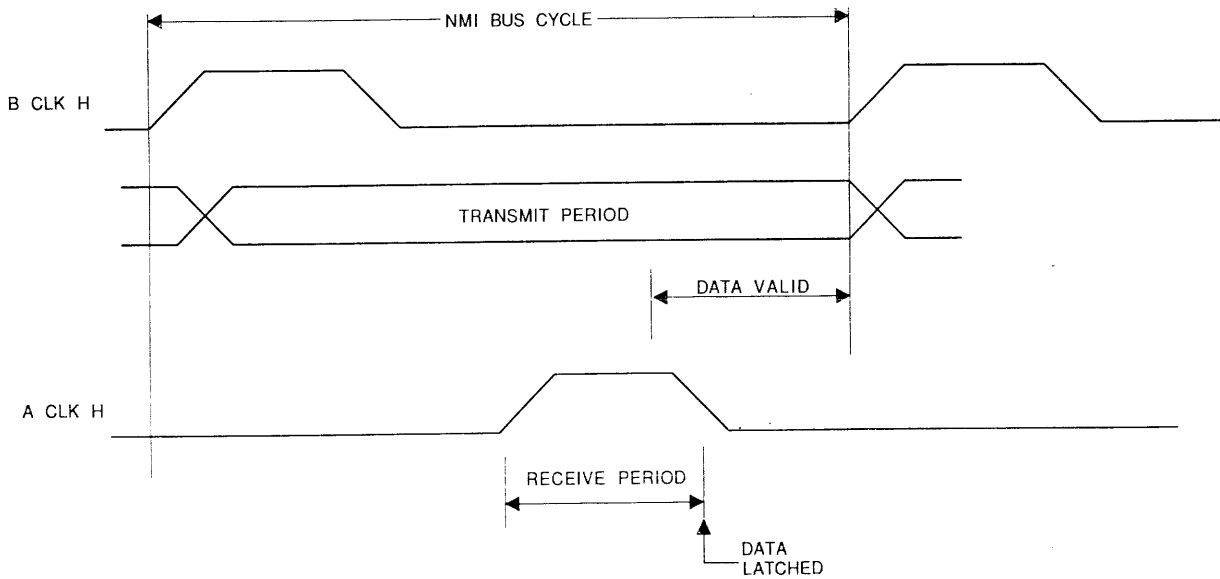 NMI BUS CYCLE
B CLK H
TRANSMIT PERIOD
DATA VALID
A CLK H
RECEIVE PERIOD
DATA
LATCHED